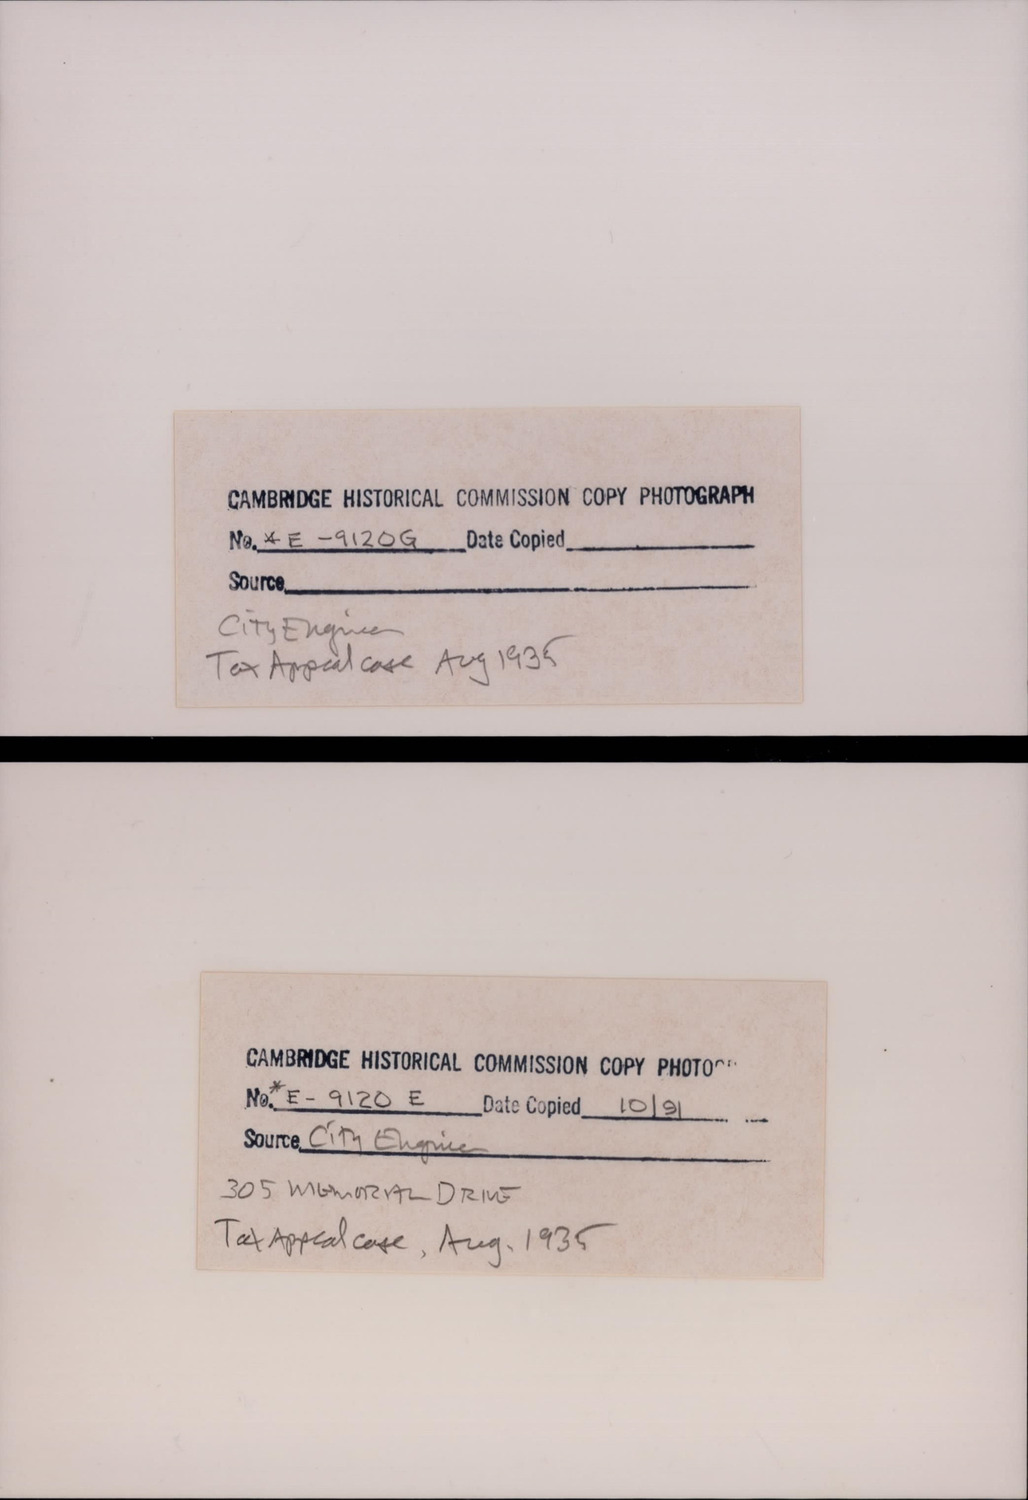 CAMBRIDGE HISTORICAL COMMISSION COPY PHOTOGRAPH
No. * E -9120G Date Copied
Source
City Engineer
Tax Appeal case Aug 1935
CAMBRIDGE HISTORICAL COMMISSION COPY PHOTO
No. * E- 9120 E Date Copied 10/91
Source City Engineer
305 MEMORIAL DRIVE
Tax Appeal case, Aug. 1935